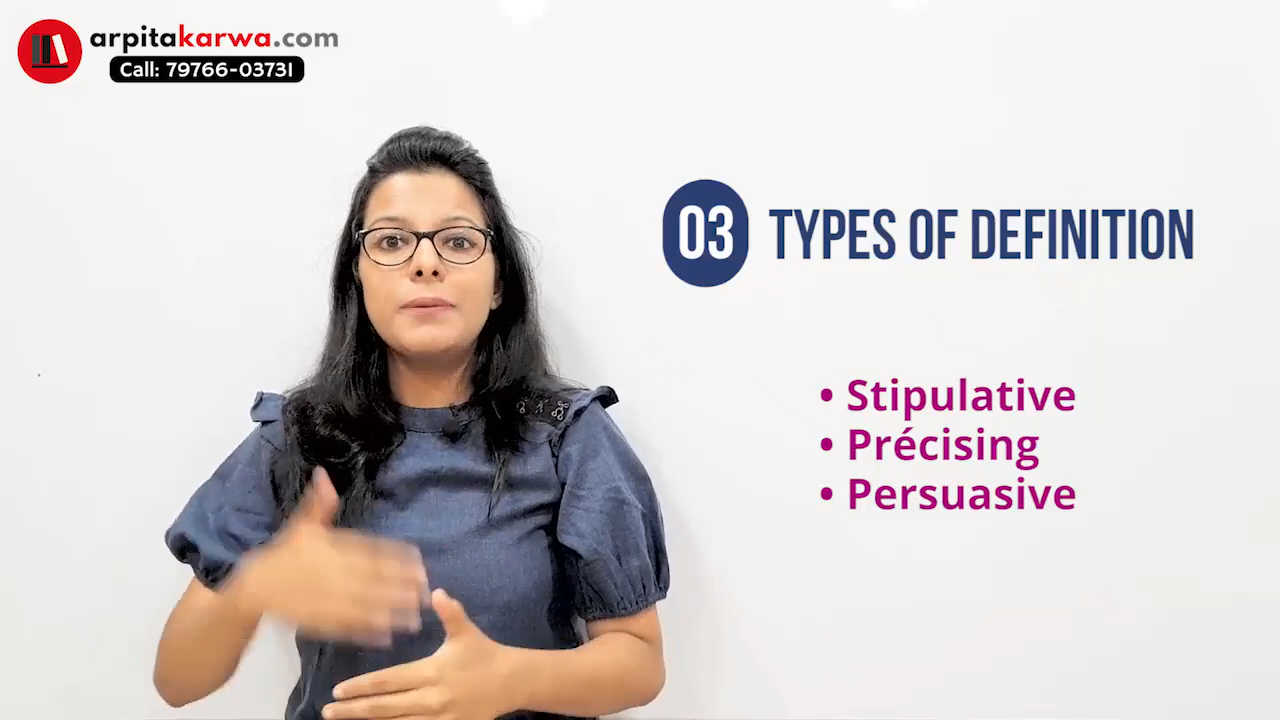 arpitakarwa.com
Call: 79766-03731
03 TYPES OF DEFINITION
• Stipulative
• Précising
• Persuasive